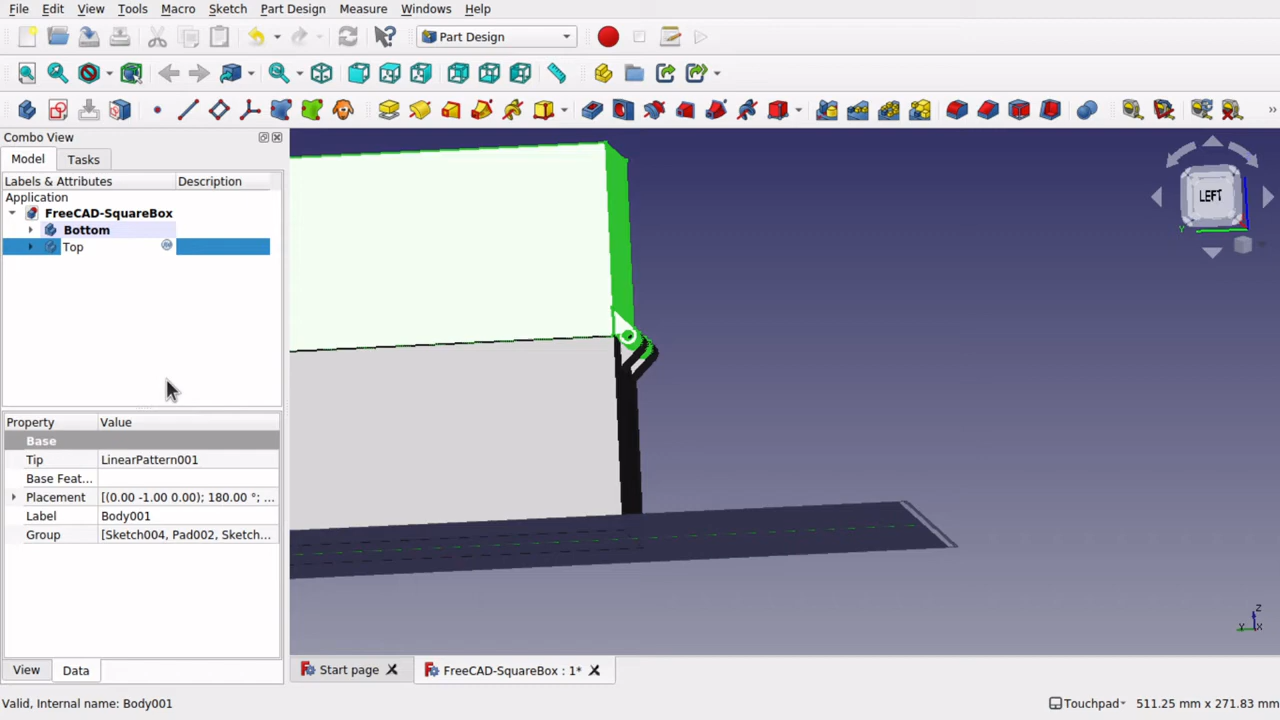 File Edit View Tools Macro Sketch Part Design Measure Windows Help
Part Design
»
Combo View
Model Tasks
Labels & Attributes Description
Application
FreeCAD-SquareBox
Bottom
Top
LEFT
Y
Property Value
Base
Tip LinearPattern001
Base Feat...
Placement [(0.00 -1.00 0.00); 180.00 °; ...
Label Body001
Group [Sketch004, Pad002, Sketch...
Z
Y X
View Data
Start page FreeCAD-SquareBox : 1*
Valid, Internal name: Body001 Touchpad 511.25 mm x 271.83 mm